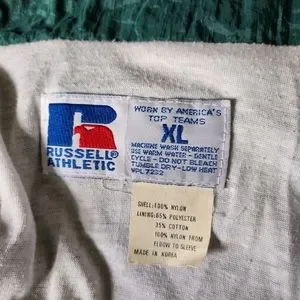 RUSSELL®
ATHLETIC
WORN BY AMERICA'S
TOP TEAMS
XL
MACHINE WASH SEPARATELY
USE WARM WATER - GENTLE
CYCLE - DO NOT BLEACH
TUMBLE DRY-LOW HEAT
WPL 7232
SHELL:100% NYLON
LINING:65% POLYESTER
35% COTTON
100% NYLON FROM
ELBOW TO SLEEVE
MADE IN KOREA